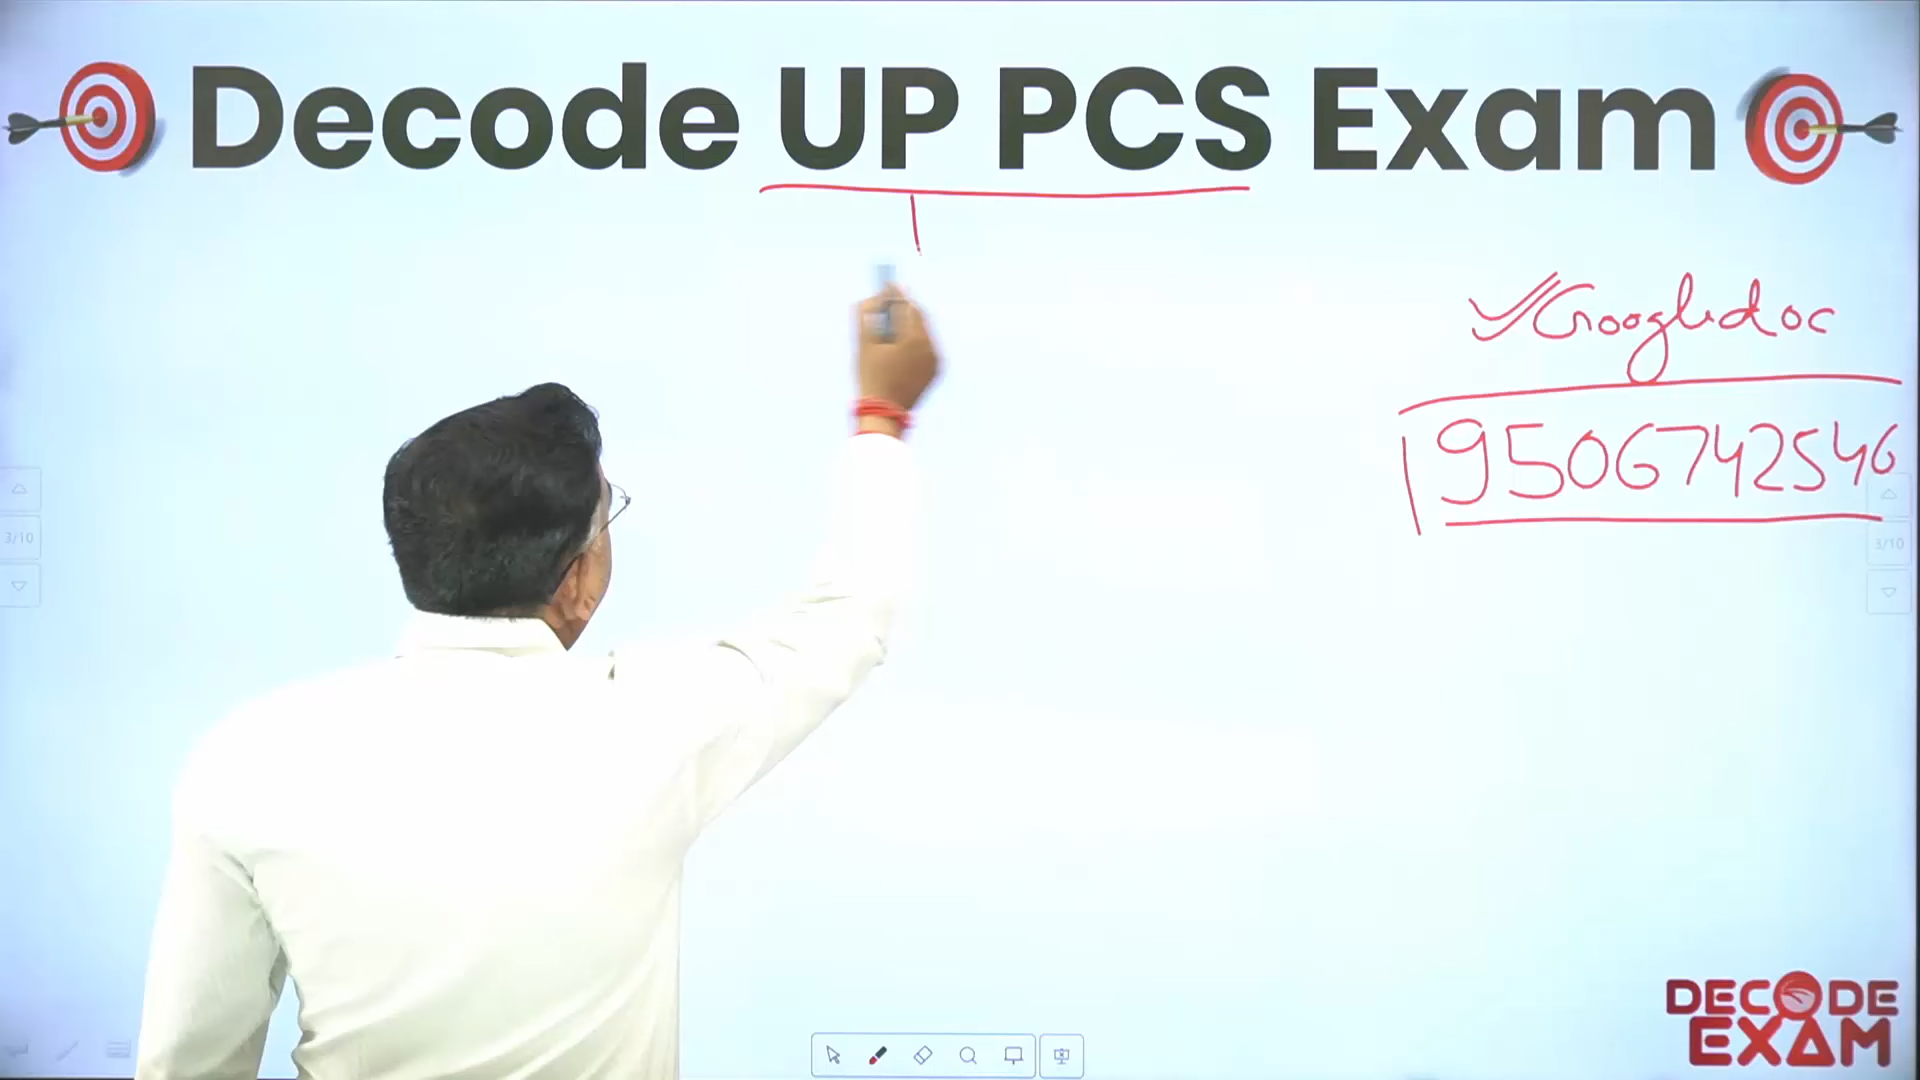 Decode UP PCS Exam
Googledoc
9506742546
3/10
3/10
DECODE
EXAM